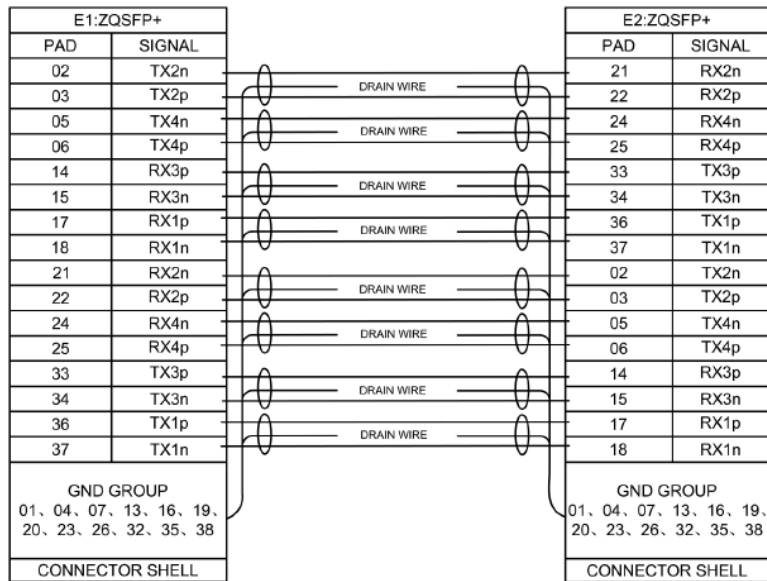 E1:ZQSFP+ E2:ZQSFP+
PAD SIGNAL PAD SIGNAL
02 TX2n 21 RX2n
DRAIN WIRE
03 TX2p 22 RX2p
05 TX4n 24 RX4n
DRAIN WIRE
06 TX4p 25 RX4p
14 RX3p 33 TX3p
DRAIN WIRE
15 RX3n 34 TX3n
17 RX1p 36 TX1p
DRAIN WIRE
18 RX1n 37 TX1n
21 RX2n 02 TX2n
DRAIN WIRE
22 RX2p 03 TX2p
24 RX4n 05 TX4n
DRAIN WIRE
25 RX4p 06 TX4p
33 TX3p 14 RX3p
DRAIN WIRE
34 TX3n 15 RX3n
36 TX1p 17 RX1p
DRAIN WIRE
37 TX1n 18 RX1n
GND GROUP GND GROUP
01、04、07、13、16、19、 01、04、07、13、16、19、
20、23、26、32、35、38 20、23、26、32、35、38
CONNECTOR SHELL CONNECTOR SHELL